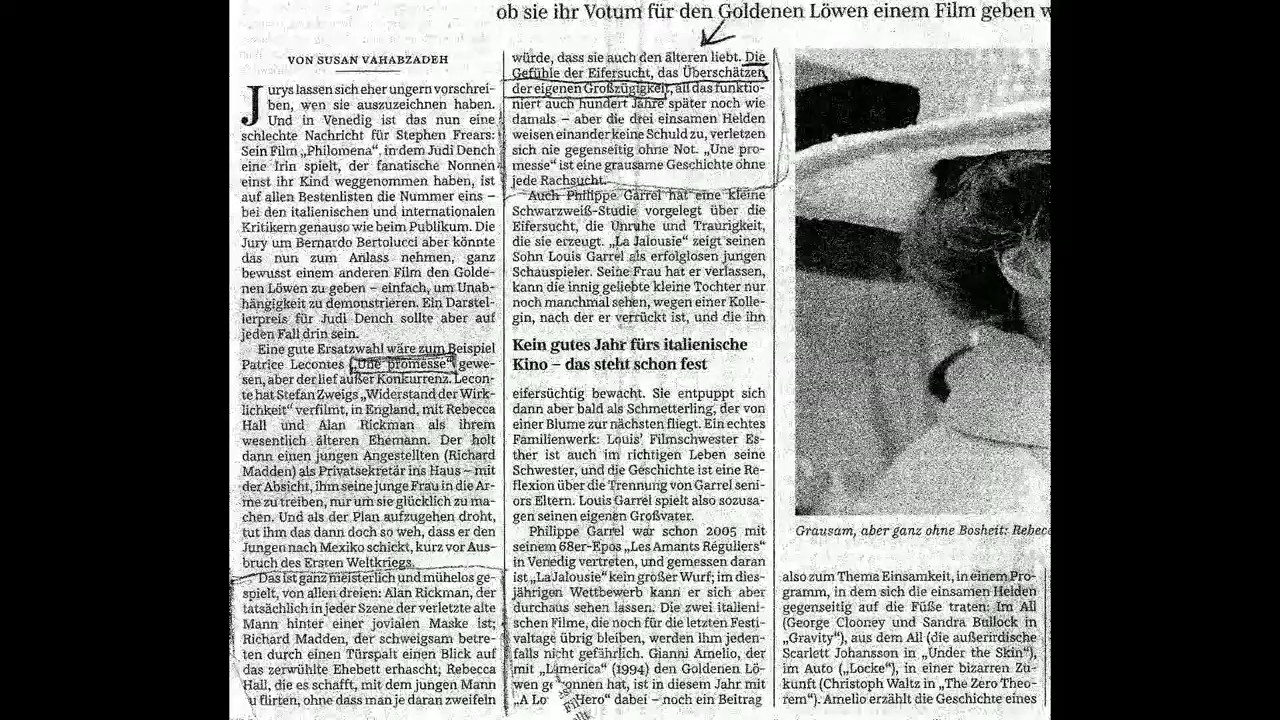 ob sie ihr Votum für den Goldenen Löwen einem Film geben
VON SUSAN VAHABZADEH
Jurys lassen sich eher ungern vorschrei-
ben, wen sie auszuzeichnen haben.
Und in Venedig ist das nun eine
schlechte Nachricht für Stephen Frears:
Sein Film „Philomena“, in dem Judi Dench
eine Irin spielt, der fanatische Nonnen
einst ihr Kind weggenommen haben, ist
auf allen Bestenlisten die Nummer eins –
bei den italienischen und internationalen
Kritikern genauso wie beim Publikum. Die
Jury um Bernardo Bertolucci aber könnte
das nun zum Anlass nehmen, ganz
bewusst einem anderen Film den Golde-
nen Löwen zu geben – einfach, um Unab-
hängigkeit zu demonstrieren. Ein Darstel-
lerpreis für Judi Dench sollte aber auf
jeden Fall drin sein.
Eine gute Ersatzwahl wäre zum Beispiel
Patrice Lecontes „Une promesse“ gewe-
sen, aber der lief außer Konkurrenz. Lecon-
te hat Stefan Zweigs „Widerstand der Wirk-
lichkeit“ verfilmt, in England, mit Rebecca
Hall und Alan Rickman als ihrem
wesentlich älteren Ehemann. Der holt
dann einen jungen Angestellten (Richard
Madden) als Privatsekretär ins Haus – mit
der Absicht, ihm seine junge Frau in die Ar-
me zu treiben, nur um sie glücklich zu ma-
chen. Und als der Plan aufzugehen droht,
tut ihm das dann doch so weh, dass er den
Jungen nach Mexiko schickt, kurz vor Aus-
bruch des Ersten Weltkriegs.
Das ist ganz meisterlich und mühelos ge-
spielt, von allen dreien: Alan Rickman, der
tatsächlich in jeder Szene der verletzte alte
Mann hinter einer jovialen Maske ist;
Richard Madden, der schweigsam betre-
ten durch einen Türspalt einen Blick auf
das zerwühlte Ehebett erhascht; Rebecca
Hall, die es schafft, mit dem jungen Mann
zu flirten, ohne dass man je daran zweifeln
würde, dass sie auch den älteren liebt. Die
Gefühle der Eifersucht, das Überschätzen
der eigenen Großzügigkeit, all das funktio-
niert auch hundert Jahre später noch wie
damals – aber die drei einsamen Helden
weisen einander keine Schuld zu, verletzen
sich nie gegenseitig ohne Not. „Une pro-
messe“ ist eine grausame Geschichte ohne
jede Rachsucht.
Auch Philippe Garrel hat eine kleine
Schwarzweiß-Studie vorgelegt über die
Eifersucht, die Unruhe und Traurigkeit,
die sie erzeugt. „La Jalousie“ zeigt seinen
Sohn Louis Garrel als erfolglosen jungen
Schauspieler. Seine Frau hat er verlassen,
kann die innig geliebte kleine Tochter nur
noch manchmal sehen, wegen einer Kolle-
gin, nach der er verrückt ist, und die ihn
Kein gutes Jahr fürs italienische
Kino – das steht schon fest
eifersüchtig bewacht. Sie entpuppt sich
dann aber bald als Schmetterling, der von
einer Blume zur nächsten fliegt. Ein echtes
Familienwerk: Louis’ Filmschwester Es-
ther ist auch im richtigen Leben seine
Schwester, und die Geschichte ist eine Re-
flexion über die Trennung von Garrel seni-
ors Eltern. Louis Garrel spielt also sozusa-
gen seinen eigenen Großvater.
Philippe Garrel war schon 2005 mit
seinem 68er-Epos „Les Amants Réguliers“
in Venedig vertreten, und gemessen daran
ist „La Jalousie“ kein großer Wurf; im dies-
jährigen Wettbewerb kann er sich aber
durchaus sehen lassen. Die zwei italieni-
schen Filme, die noch für die letzten Festi-
valtage übrig bleiben, werden ihm jeden-
falls nicht gefährlich. Gianni Amelio, der
mit „Lamerica“ (1994) den Goldenen Lö-
wen gewonnen hat, ist in diesem Jahr mit
„A Lo Hero“ dabei – noch ein Beitrag
Grausam, aber ganz ohne Bosheit: Rebecc
also zum Thema Einsamkeit, in einem Pro-
gramm, in dem sich die einsamen Helden
gegenseitig auf die Füße treten: Im All
(George Clooney und Sandra Bullock in
„Gravity“), aus dem All (die außerirdische
Scarlett Johansson in „Under the Skin“),
im Auto („Locke“), in einer bizarren Zu-
kunft (Christoph Waltz in „The Zero Theo-
rem“). Amelio erzählt die Geschichte eines